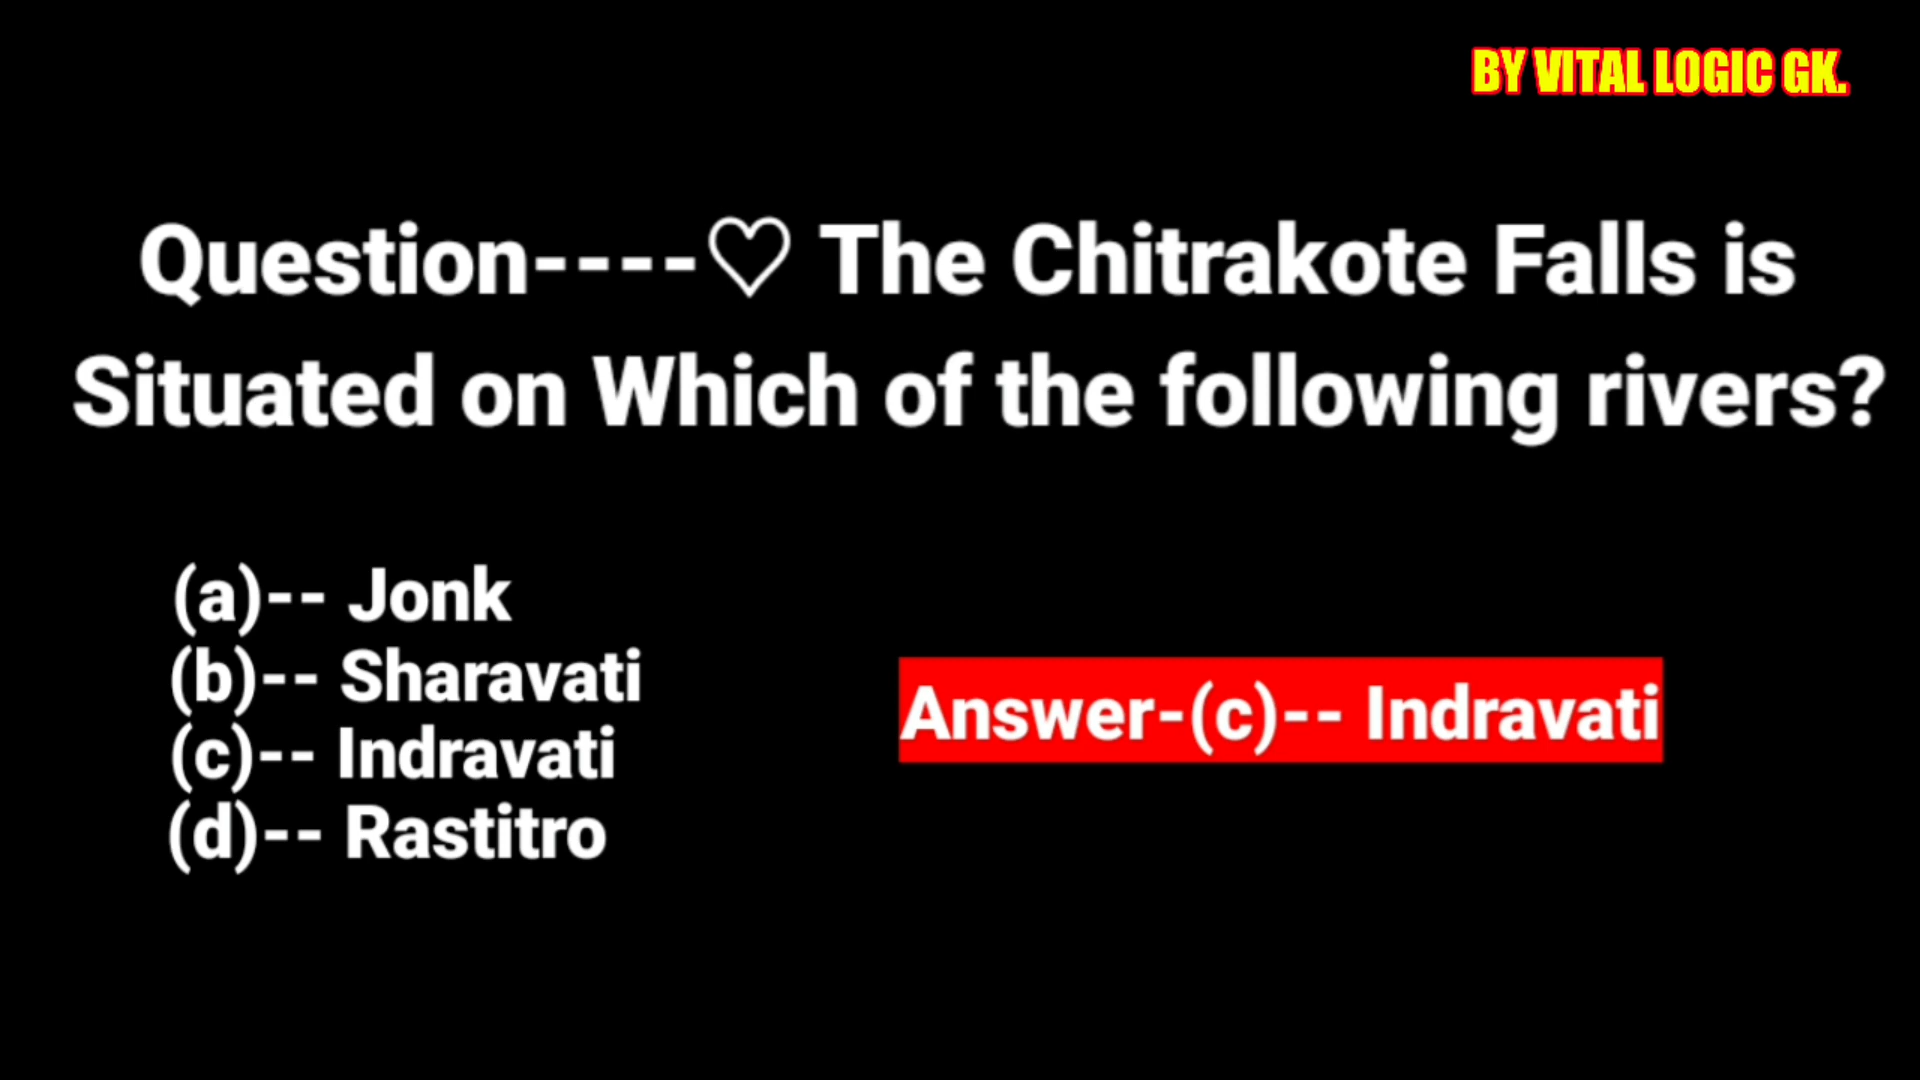 BY VITAL LOGIC GK.
Question----♡ The Chitrakote Falls is
Situated on Which of the following rivers?
(a)-- Jonk
(b)-- Sharavati
(c)-- Indravati
(d)-- Rastitro
Answer-(c)-- Indravati